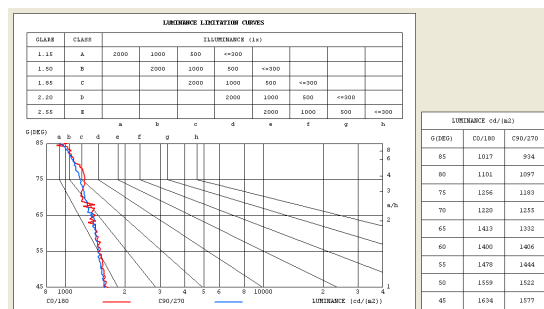 LUMINANCE LIMITATION CURVES
GLARE CLASS ILLUMINANCE (lx)
1.15 A 2000 1000 500 <=300
1.50 B 2000 1000 500 <=300
1.85 C 2000 1000 500 <=300
2.20 D 2000 1000 500 <=300
2.55 E 2000 1000 500 <=300
a b c d e f g h
G(DEG) a b c d e f g h
85 8
6
75 4
3
a/h
65 2
55
45 1
8 1000 2 3 4 5 6 8 10000 2 3 4
C0/180 C90/270 LUMINANCE (cd/(m2))
LUMINANCE cd/(m2)
G(DEG) C0/180 C90/270
85 1017 934
80 1101 1097
75 1256 1183
70 1220 1255
65 1413 1332
60 1400 1406
55 1478 1444
50 1559 1522
45 1634 1577